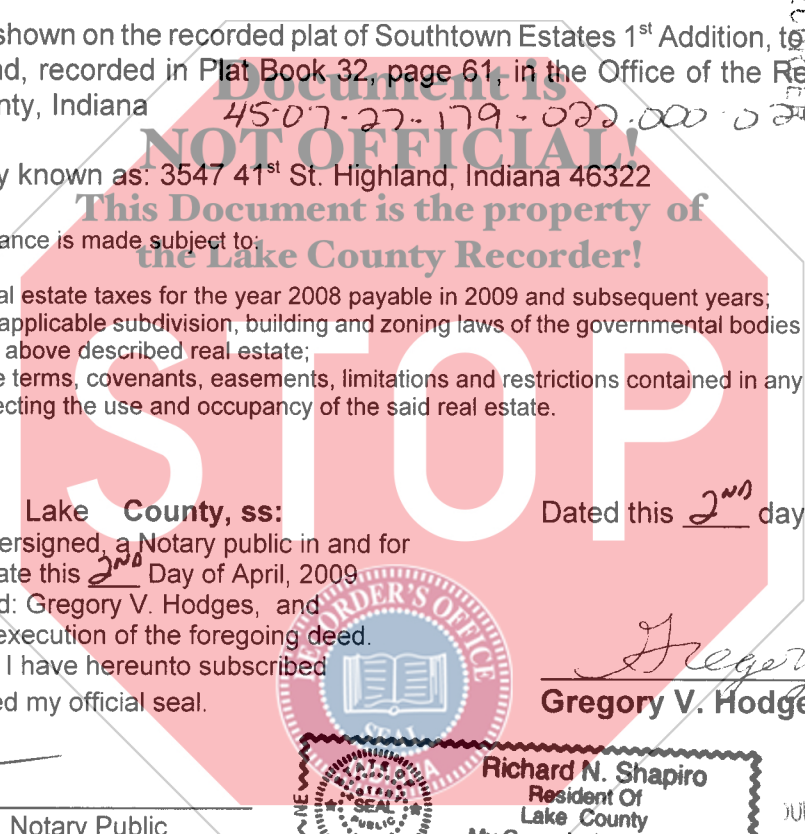 shown on the recorded plat of Southtown Estates 1st Addition, to
nd, recorded in Plat Book 32, page 61, in the Office of the Re
nty, Indiana
45-07-27-179-022.000-0
Document is
NOT OFFICIAL!
y known as: 3547 41st St. Highland, Indiana 46322
This Document is the property of
ance is made subject to:
the Lake County Recorder!
al estate taxes for the year 2008 payable in 2009 and subsequent years;
applicable subdivision, building and zoning laws of the governmental bodies
above described real estate;
e terms, covenants, easements, limitations and restrictions contained in any
ecting the use and occupancy of the said real estate.
STOP
Lake County, ss:
Dated this 2ND day
ersigned, a Notary public in and for
ate this 2ND Day of April, 2009
d: Gregory V. Hodges, and
execution of the foregoing deed.
I have hereunto subscribed
ed my official seal.
RECORDER'S OFFICE
SEAL
INDIANA
Gregory V. Hodge
Richard N. Shapiro
Resident Of
Lake County
STATE OF
NOTARY
SEAL
PUBLIC
Notary Public